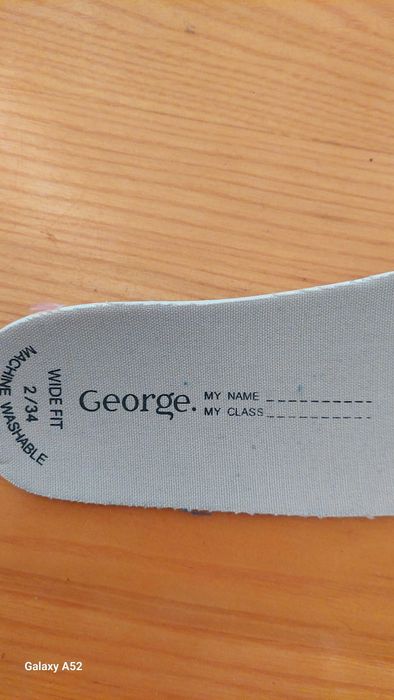 WIDE FIT
2/34
MACHINE WASHABLE
George.
MY NAME
MY CLASS
Galaxy A52